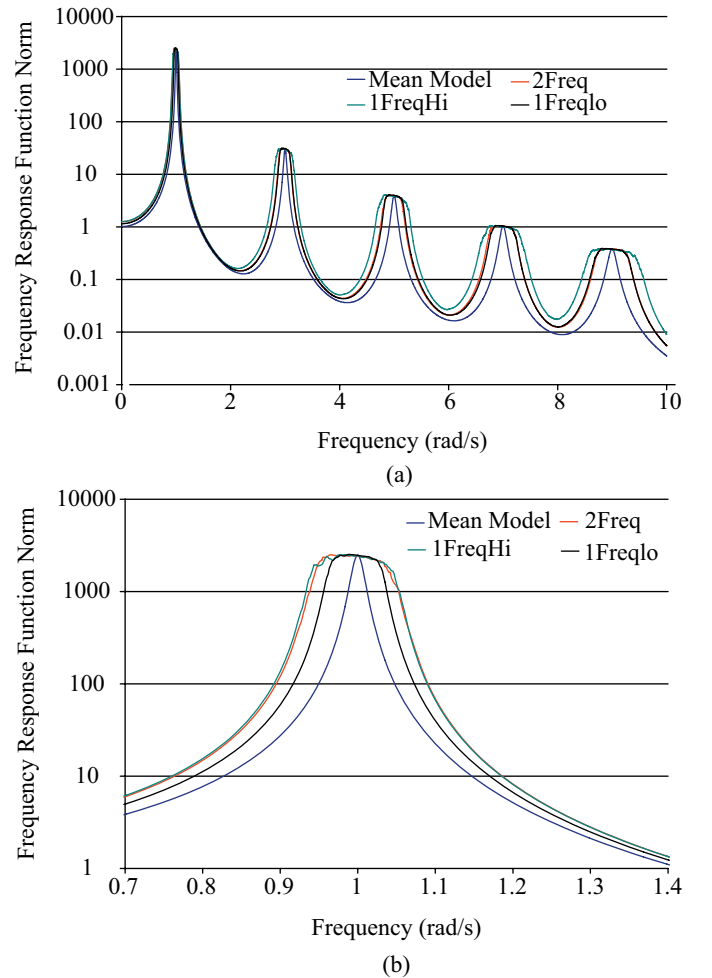 Frequency Response Function Norm
10000
1000
100
10
1
0.1
0.01
0.001
Mean Model
2Freq
1FreqHi
1Freqlo
0
2
4
6
8
10
Frequency (rad/s)
(a)
Frequency Response Function Norm
10000
1000
100
10
1
Mean Model
2Freq
1FreqHi
1Freqlo
0.7
0.8
0.9
1
1.1
1.2
1.3
1.4
Frequency (rad/s)
(b)